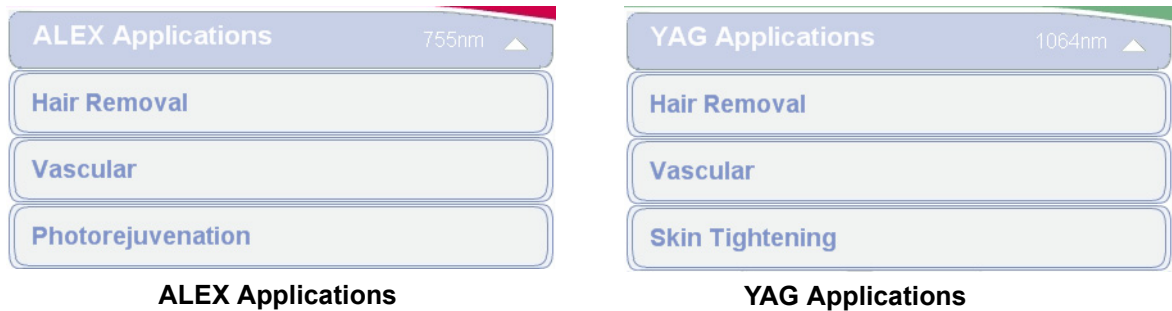 ALEX Applications 755nm
Hair Removal
Vascular
Photorejuvenation
ALEX Applications
YAG Applications 1064nm
Hair Removal
Vascular
Skin Tightening
YAG Applications